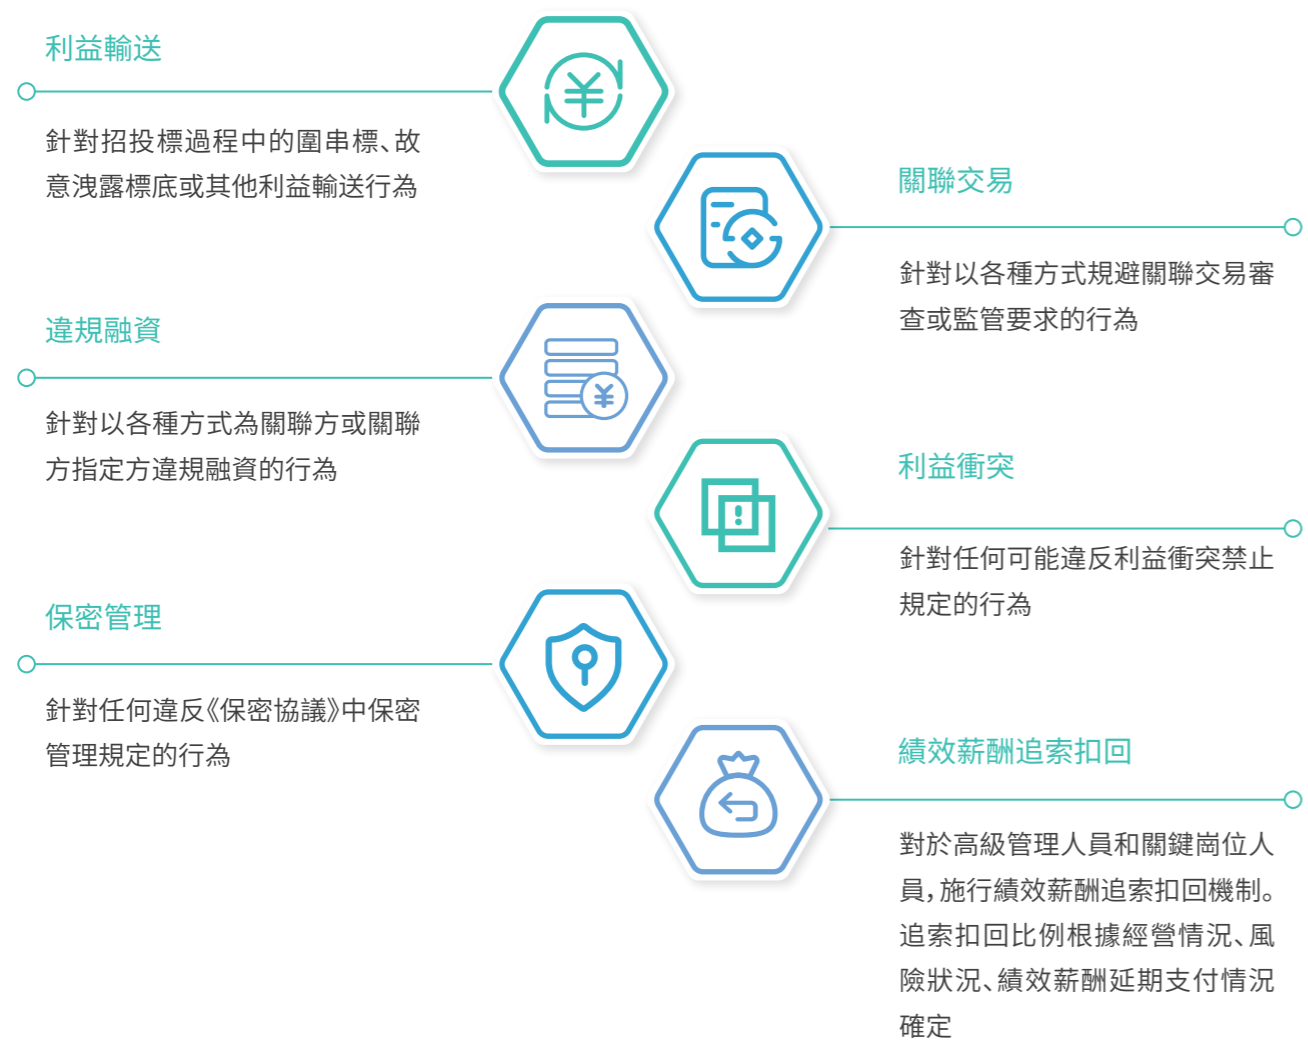 利益輸送
針對招投標過程中的圍串標、故
意洩露標底或其他利益輸送行為
關聯交易
針對以各種方式規避關聯交易審
查或監管要求的行為
違規融資
針對以各種方式為關聯方或關聯
方指定方違規融資的行為
利益衝突
針對任何可能違反利益衝突禁止
規定的行為
保密管理
針對任何違反《保密協議》中保密
管理規定的行為
績效薪酬追索扣回
對於高級管理人員和關鍵崗位人
員,施行績效薪酬追索扣回機制。
追索扣回比例根據經營情況、風
險狀況、績效薪酬延期支付情況
確定